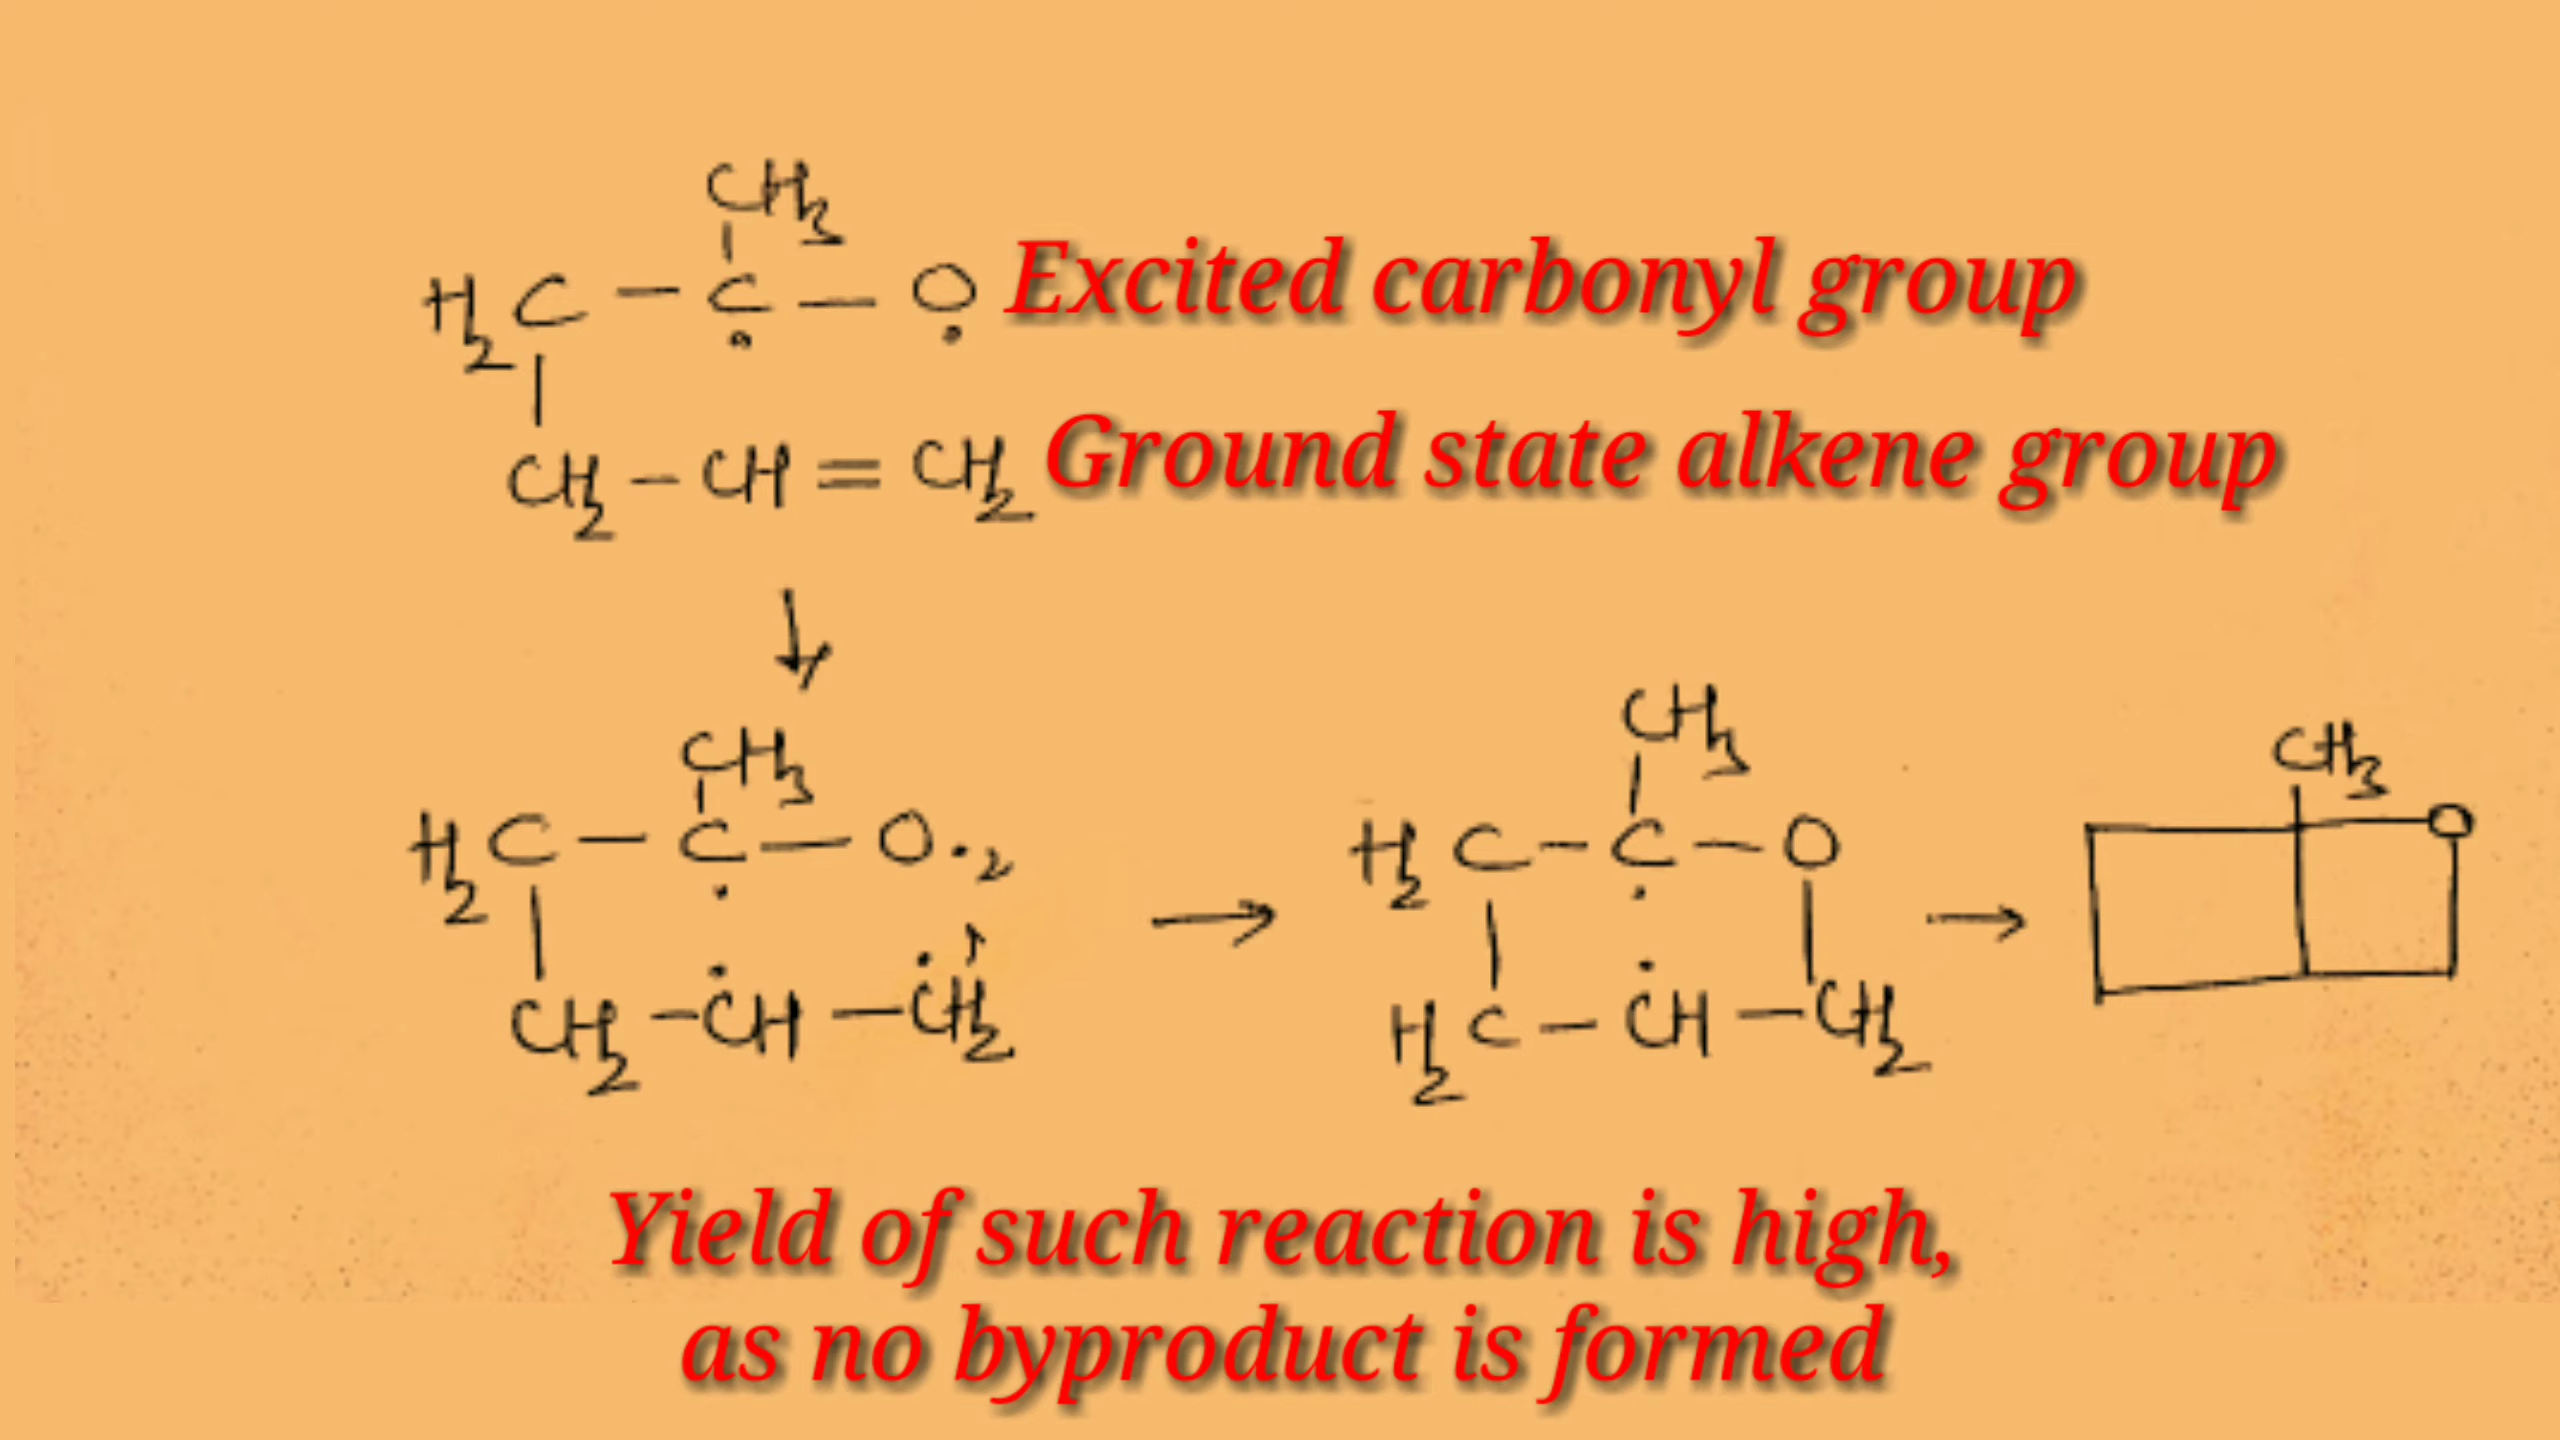 CH3
H2C - C - O Excited carbonyl group
CH2 - CH = CH2 Ground state alkene group
CH3
H2C - C - O
CH2 - CH - CH2
CH3
H2C - C - O
H2C - CH - CH2
CH3
O
Yield of such reaction is high,
as no byproduct is formed